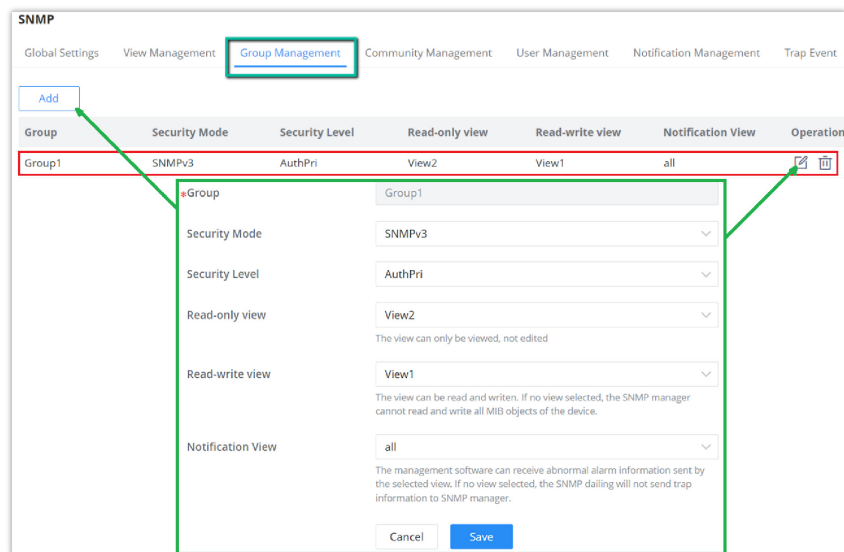 SNMP
Global Settings View Management Group Management Community Management User Management Notification Management Trap Event
Add
Group Security Mode Security Level Read-only view Read-write view Notification View Operation
Group1 SNMPv3 AuthPri View2 View1 all
*Group Group1
Security Mode SNMPv3
Security Level AuthPri
Read-only view View2
The view can only be viewed, not edited
Read-write view View1
The view can be read and writen. If no view selected, the SNMP manager
cannot read and write all MIB objects of the device.
Notification View all
The management software can receive abnormal alarm information sent by
the selected view. If no view selected, the SNMP dailing will not send trap
information to SNMP manager.
Cancel Save